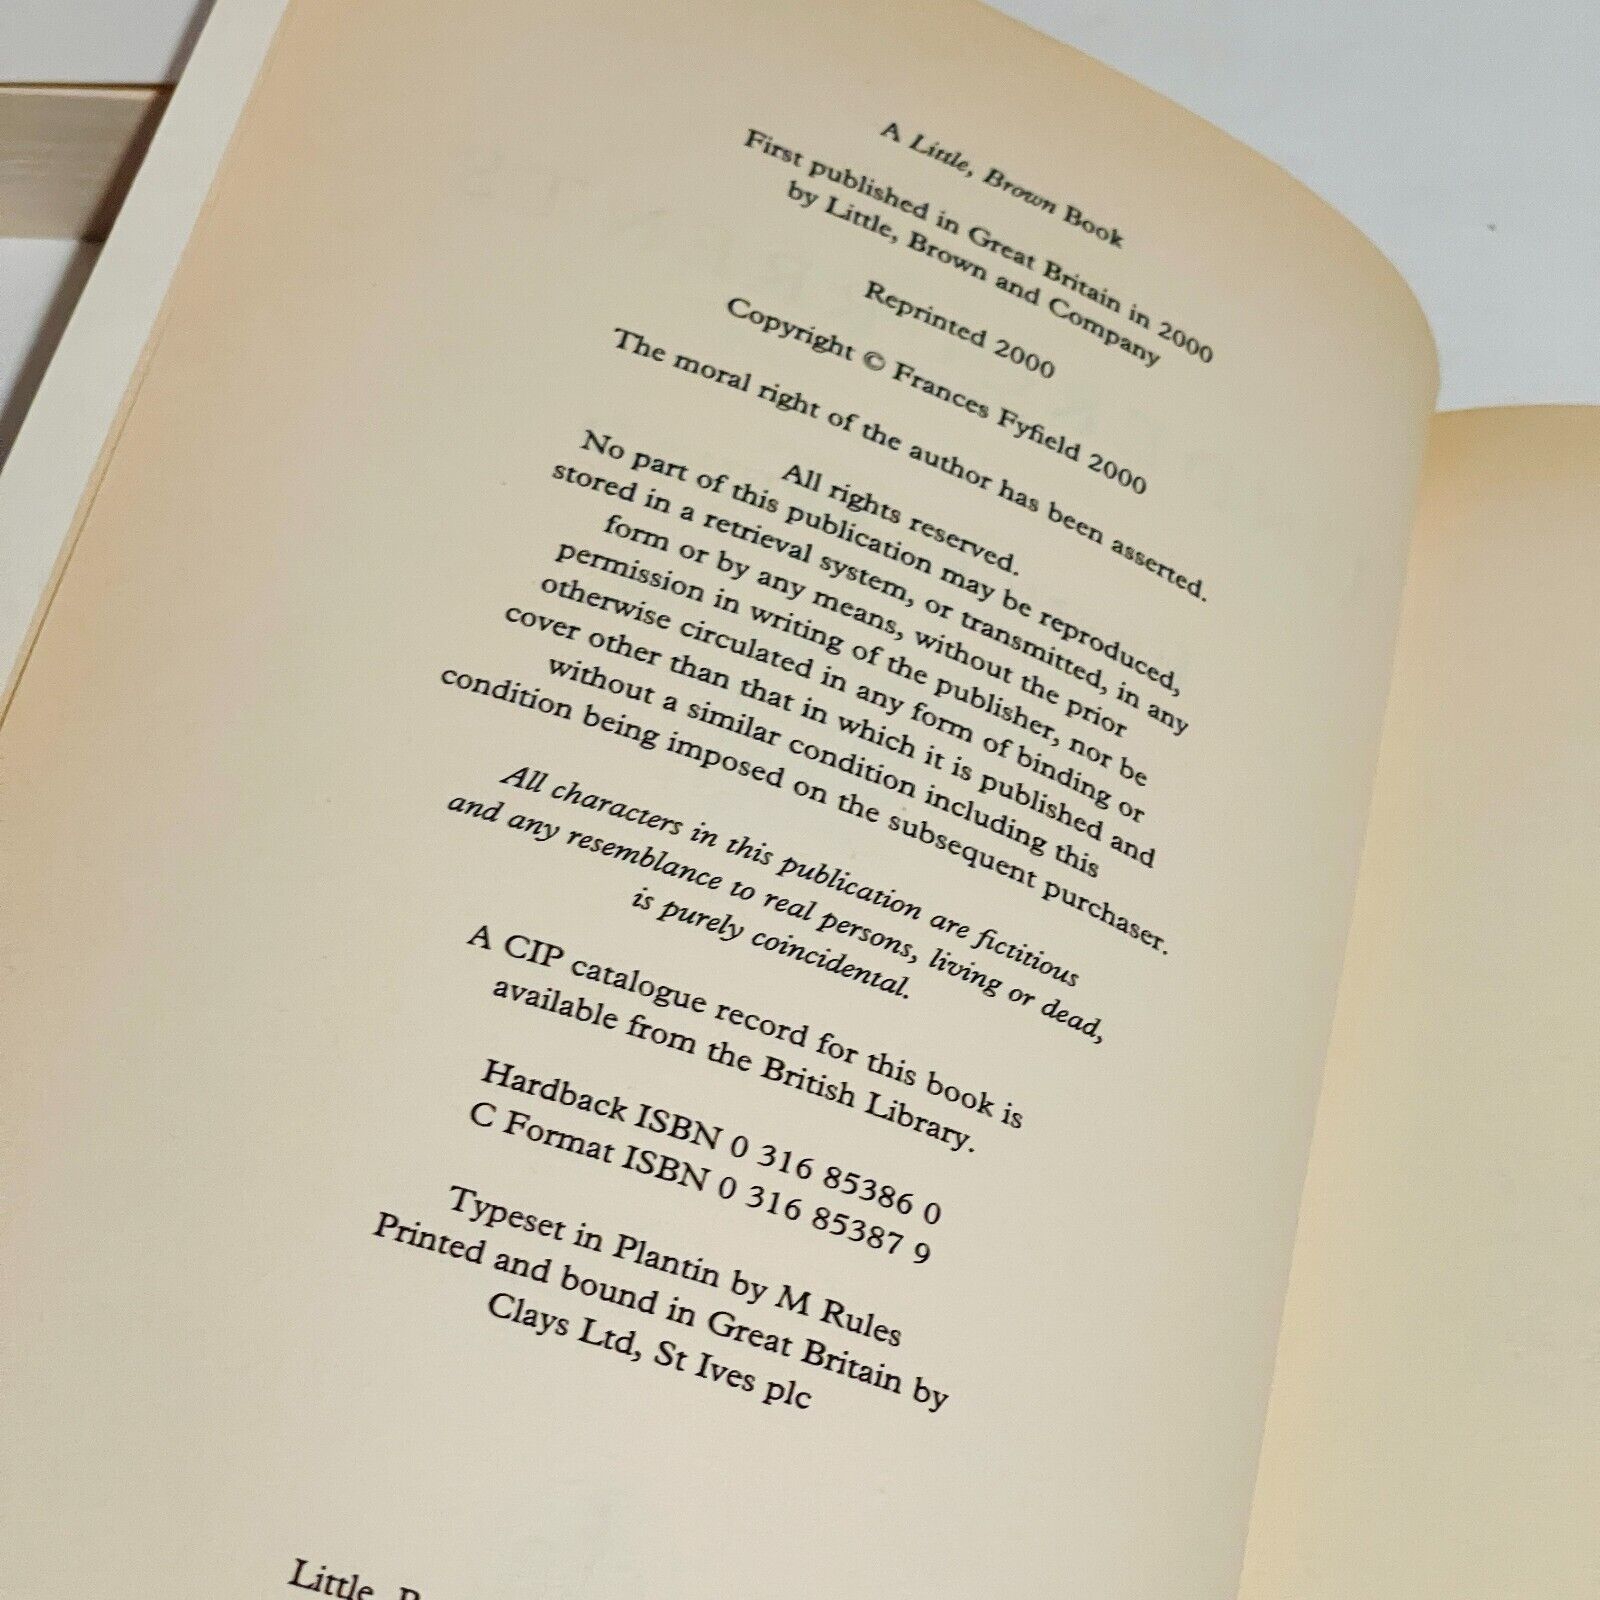 A Little, Brown Book
First published in Great Britain in 2000
by Little, Brown and Company
Reprinted 2000
Copyright © Frances Fyfield 2000
The moral right of the author has been asserted.
All rights reserved.
No part of this publication may be reproduced,
stored in a retrieval system, or transmitted, in any
form or by any means, without the prior
permission in writing of the publisher, nor be
otherwise circulated in any form of binding or
cover other than that in which it is published and
without a similar condition including this
condition being imposed on the subsequent purchaser.
All characters in this publication are fictitious
and any resemblance to real persons, living or dead,
is purely coincidental.
A CIP catalogue record for this book is
available from the British Library.
Hardback ISBN 0 316 85386 0
C Format ISBN 0 316 85387 9
Typeset in Plantin by M Rules
Printed and bound in Great Britain by
Clays Ltd, St Ives plc
Little,